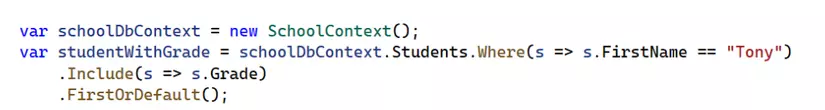 var schoolDbContext = new SchoolContext();
var studentWithGrade = schoolDbContext.Students.Where(s => s.FirstName == "Tony")
    .Include(s => s.Grade)
    .FirstOrDefault();